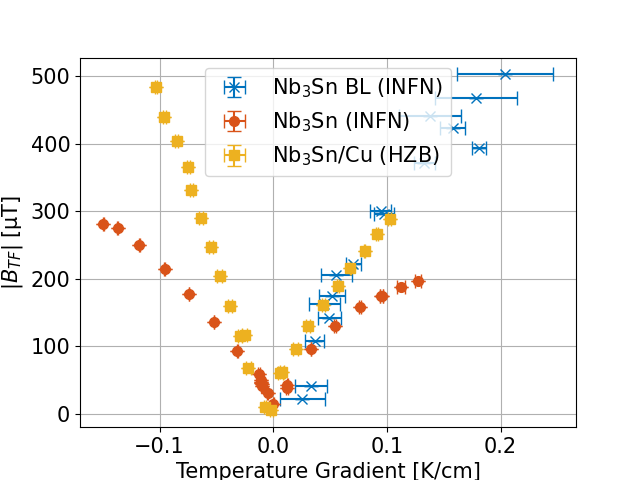 500
400
300
200
100
0
|B_TF| [μT]
Nb₃Sn BL (INFN)
Nb₃Sn (INFN)
Nb₃Sn/Cu (HZB)
−0.1 0.0 0.1 0.2
Temperature Gradient [K/cm]